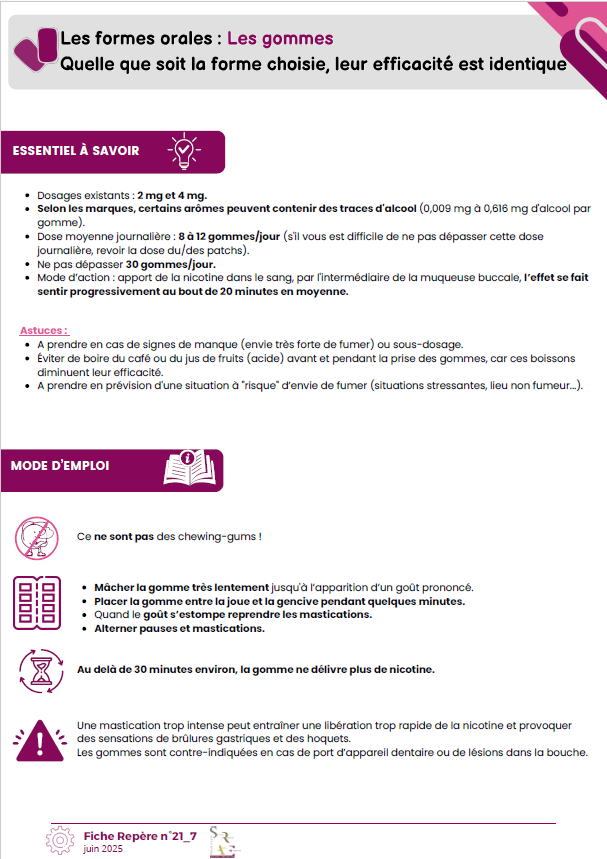 Les formes orales : Les gommes
Quelle que soit la forme choisie, leur efficacité est identique
ESSENTIEL À SAVOIR
• Dosages existants : 2 mg et 4 mg.
• Selon les marques, certains arômes peuvent contenir des traces d'alcool (0,009 mg à 0,616 mg d'alcool par
gomme).
• Dose moyenne journalière : 8 à 12 gommes/jour (s'il vous est difficile de ne pas dépasser cette dose
journalière, revoir la dose du/des patchs).
• Ne pas dépasser 30 gommes/jour.
• Mode d'action : apport de la nicotine dans le sang, par l'intermédiaire de la muqueuse buccale, l'effet se fait
sentir progressivement au bout de 20 minutes en moyenne.
Astuces :
• A prendre en cas de signes de manque (envie très forte de fumer) ou sous-dosage.
• Éviter de boire du café ou du jus de fruits (acide) avant et pendant la prise des gommes, car ces boissons
diminuent leur efficacité.
• A prendre en prévision d'une situation à "risque" d'envie de fumer (situations stressantes, lieu non fumeur...).
MODE D'EMPLOI
Ce ne sont pas des chewing-gums !
• Mâcher la gomme très lentement jusqu'à l'apparition d'un goût prononcé.
• Placer la gomme entre la joue et la gencive pendant quelques minutes.
• Quand le goût s'estompe reprendre les mastications.
• Alterner pauses et mastications.
Au delà de 30 minutes environ, la gomme ne délivre plus de nicotine.
Une mastication trop intense peut entraîner une libération trop rapide de la nicotine et provoquer
des sensations de brûlures gastriques et des hoquets.
Les gommes sont contre-indiquées en cas de port d'appareil dentaire ou de lésions dans la bouche.
Fiche Repère n°21_7
juin 2025